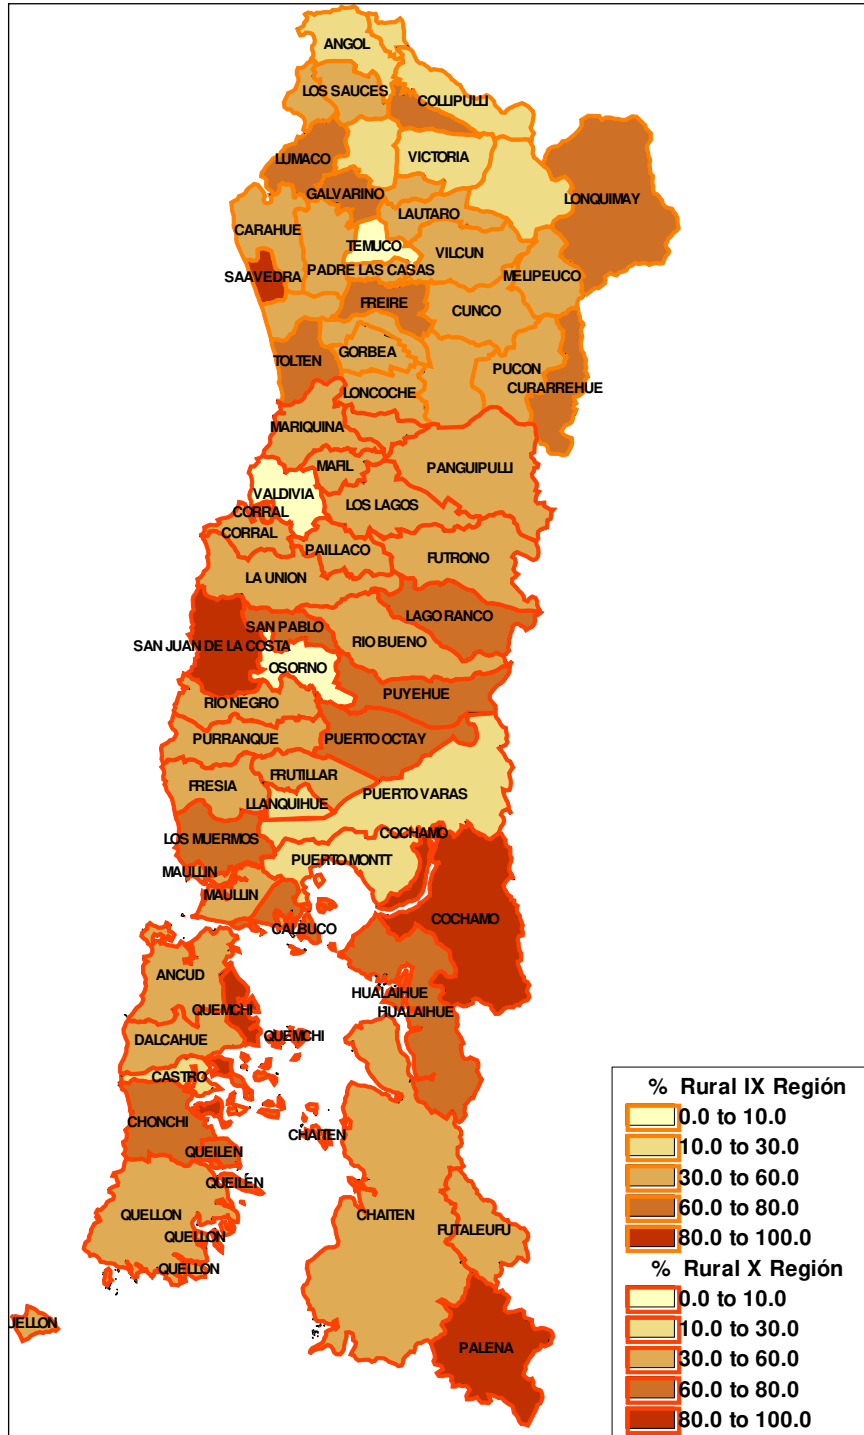 ANGOL
LOS SAUCES
COLLIPULLI
LUMACO
VICTORIA
GALVARINO
LONQUIMAY
LAUTARO
CARAHUE
TEMUCO
VILCUN
PADRE LAS CASAS
SAAVEDRA
MELIPEUCO
FREIRE
CUNCO
GORBEA
TOLTEN
PUCON
LONCOCHE
CURARREHUE
MARIQUINA
MAFIL
PANGUIPULLI
VALDIVIA
LOS LAGOS
CORRAL
CORRAL
PAILLACO
FUTRONO
LA UNION
LAGO RANCO
SAN PABLO
RIO BUENO
SAN JUAN DE LA COSTA
OSORNO
PUYEHUE
RIO NEGRO
PURRANQUE
PUERTO OCTAY
FRUTILLAR
FRESIA
PUERTO VARAS
LLANQUIHUE
COCHAMO
LOS MUERMOS
PUERTO MONTT
MAULLIN
MAULLIN
COCHAMO
CALBUCO
ANCUD
HUALAIHUE
QUEMCHI
HUALAIHUE
QUEMCHI
DALCAHUE
CASTRO
CHONCHI
CHAITEN
QUEILEN
QUEILEN
QUELLON
CHAITEN
FUTALEUFU
QUELLON
QUELLON
JELLON
PALENA
% Rural IX Región
0.0 to 10.0
10.0 to 30.0
30.0 to 60.0
60.0 to 80.0
80.0 to 100.0
% Rural X Región
0.0 to 10.0
10.0 to 30.0
30.0 to 60.0
60.0 to 80.0
80.0 to 100.0